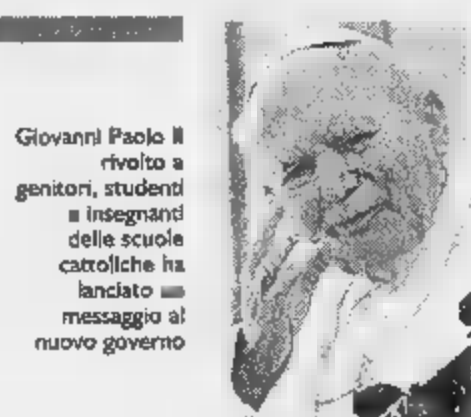 Giovanni Paolo II
rivolto a
genitori, studenti
insegnanti
delle scuole
cattoliche ha
lanciato
messaggio al
nuovo governo